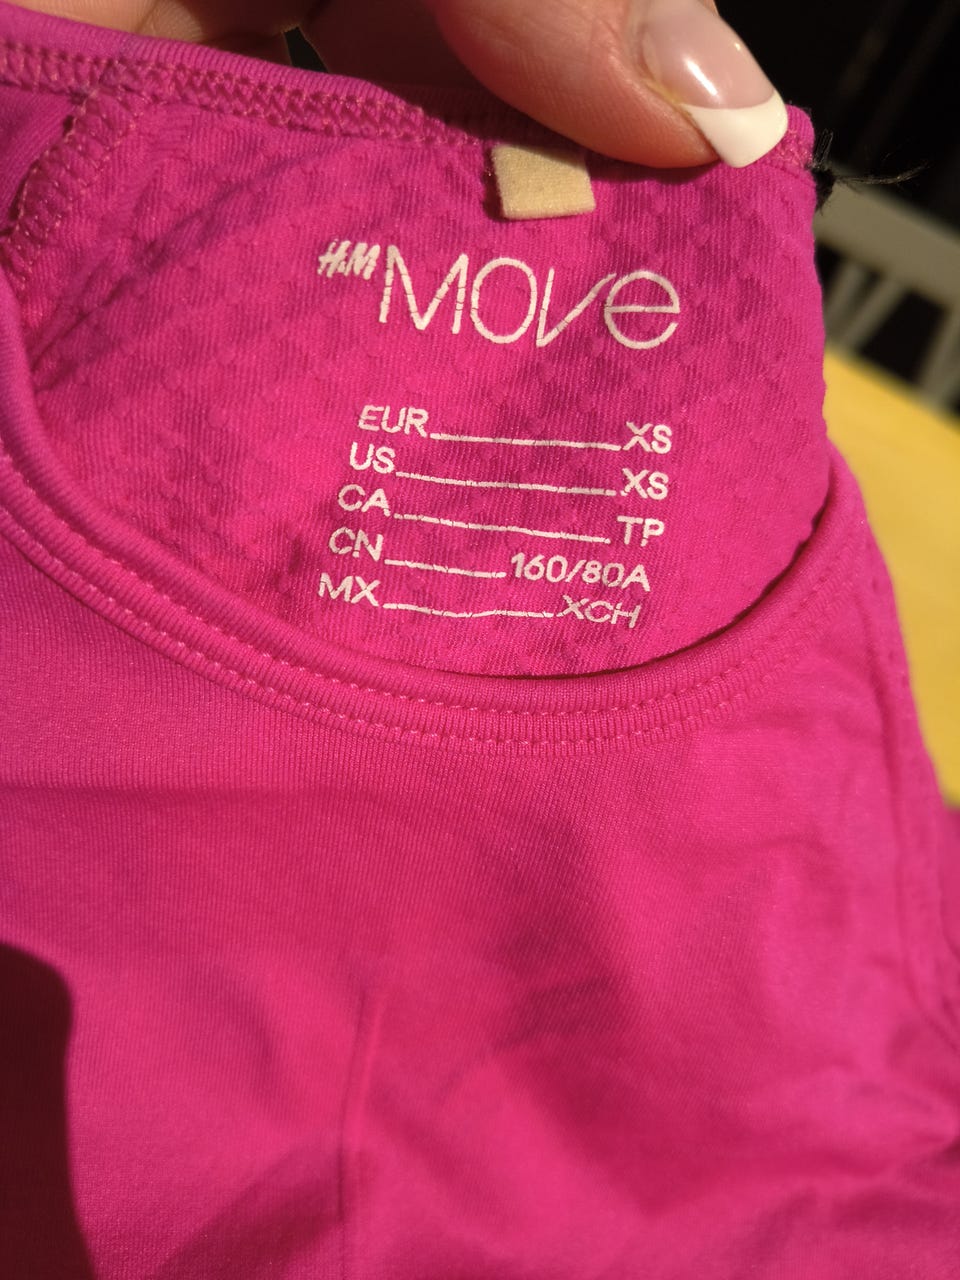 H&M MOVE
EUR XS
US XS
CA TP
CN 160/80A
MX XCH